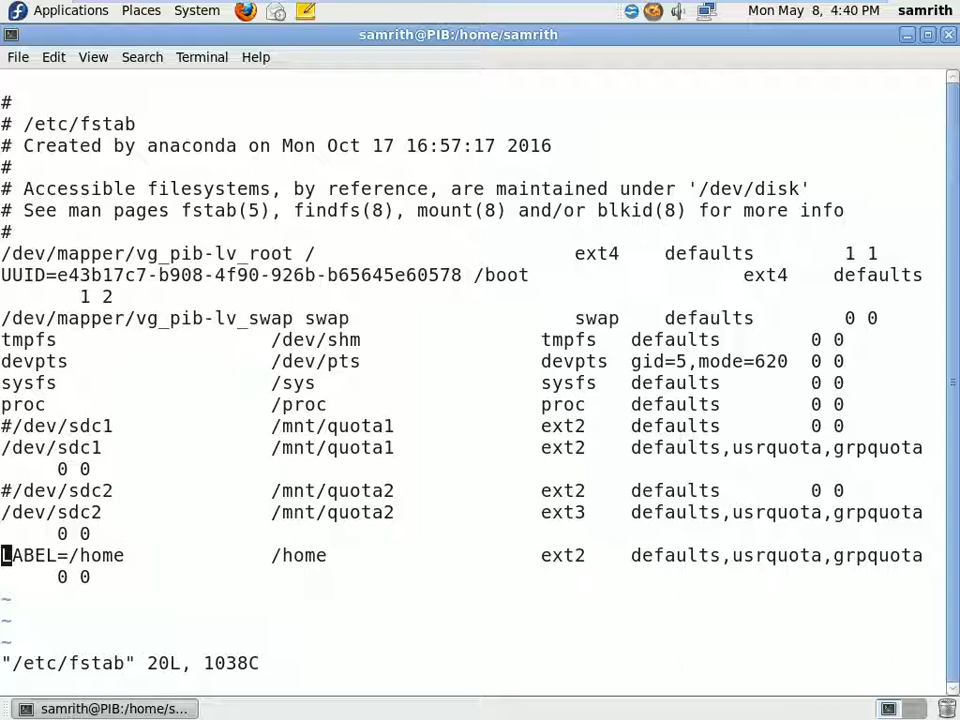 Applications Places System Mon May 8, 4:40 PM samrith
samrith@PIB:/home/samrith
File Edit View Search Terminal Help
#
# /etc/fstab
# Created by anaconda on Mon Oct 17 16:57:17 2016
#
# Accessible filesystems, by reference, are maintained under '/dev/disk'
# See man pages fstab(5), findfs(8), mount(8) and/or blkid(8) for more info
#
/dev/mapper/vg_pib-lv_root / ext4 defaults 1 1
UUID=e43b17c7-b908-4f90-926b-b65645e60578 /boot ext4 defaults
1 2
/dev/mapper/vg_pib-lv_swap swap swap defaults 0 0
tmpfs /dev/shm tmpfs defaults 0 0
devpts /dev/pts devpts gid=5,mode=620 0 0
sysfs /sys sysfs defaults 0 0
proc /proc proc defaults 0 0
#/dev/sdc1 /mnt/quota1 ext2 defaults 0 0
/dev/sdc1 /mnt/quota1 ext2 defaults,usrquota,grpquota
0 0
#/dev/sdc2 /mnt/quota2 ext2 defaults 0 0
/dev/sdc2 /mnt/quota2 ext3 defaults,usrquota,grpquota
0 0
LABEL=/home /home ext2 defaults,usrquota,grpquota
0 0
~
~
~
"/etc/fstab" 20L, 1038C
samrith@PIB:/home/s...